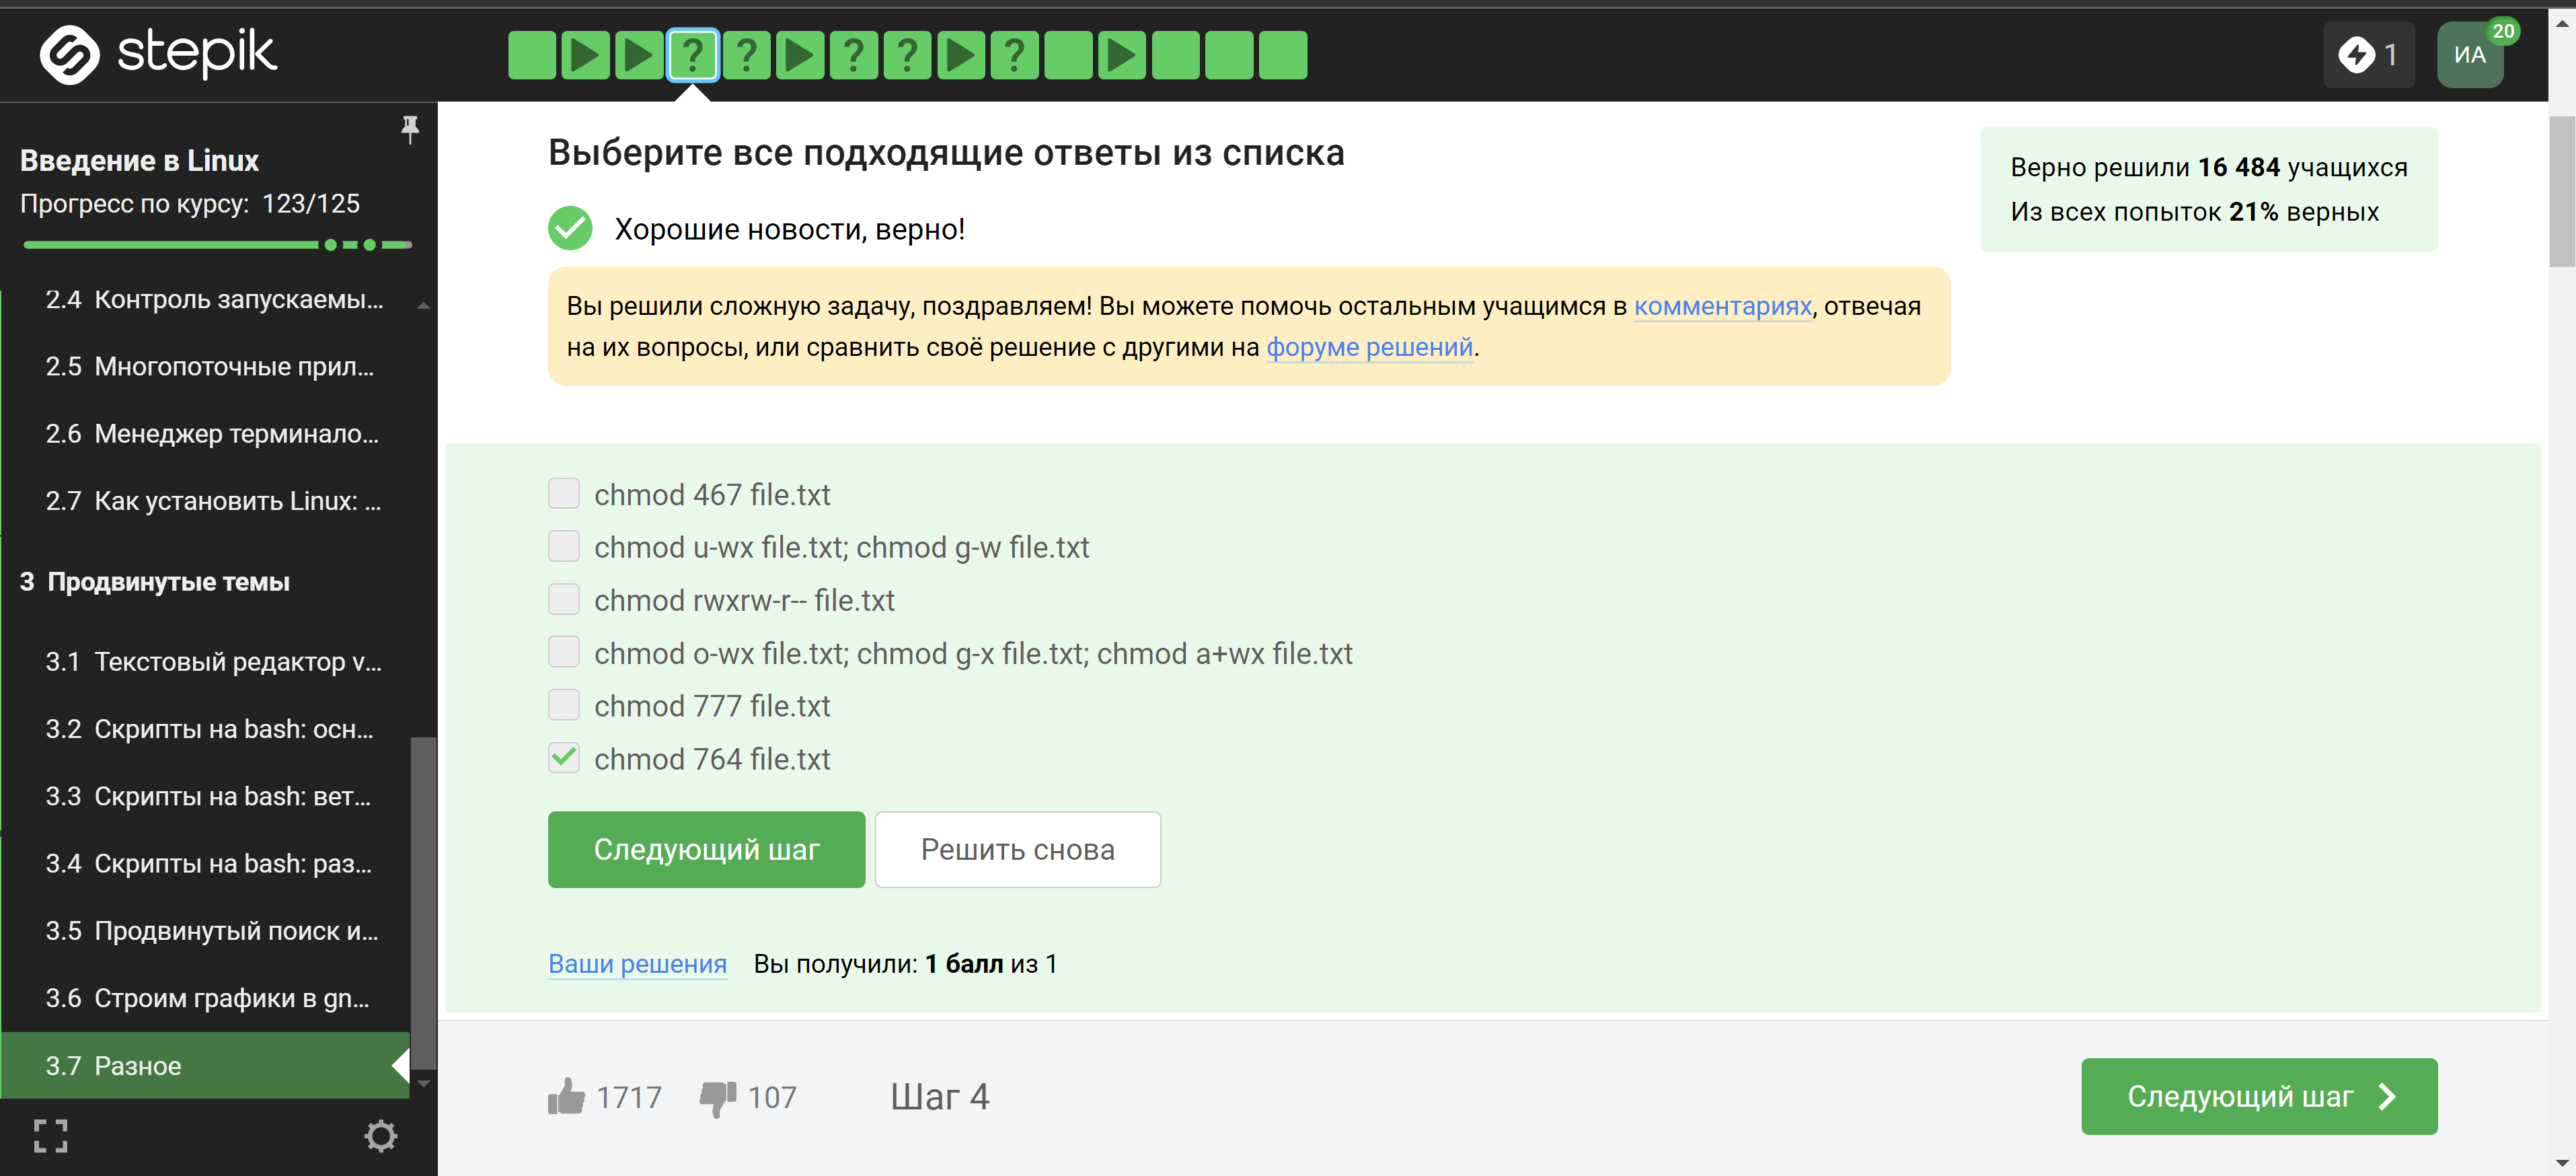 stepik
?
?
?
?
?
1
ИА
20
Введение в Linux
Прогресс по курсу: 123/125
2.4 Контроль запускаемы...
2.5 Многопоточные прил...
2.6 Менеджер терминало...
2.7 Как установить Linux: ...
3 Продвинутые темы
3.1 Текстовый редактор v...
3.2 Скрипты на bash: осн...
3.3 Скрипты на bash: вет...
3.4 Скрипты на bash: раз...
3.5 Продвинутый поиск и...
3.6 Строим графики в gn...
3.7 Разное
Выберите все подходящие ответы из списка
Хорошие новости, верно!
Верно решили 16 484 учащихся
Из всех попыток 21% верных
Вы решили сложную задачу, поздравляем! Вы можете помочь остальным учащимся в комментариях, отвечая
на их вопросы, или сравнить своё решение с другими на форуме решений.
chmod 467 file.txt
chmod u-wx file.txt; chmod g-w file.txt
chmod rwxrw-r-- file.txt
chmod o-wx file.txt; chmod g-x file.txt; chmod a+wx file.txt
chmod 777 file.txt
chmod 764 file.txt
Следующий шаг
Решить снова
Ваши решения Вы получили: 1 балл из 1
1717
107
Шаг 4
Следующий шаг